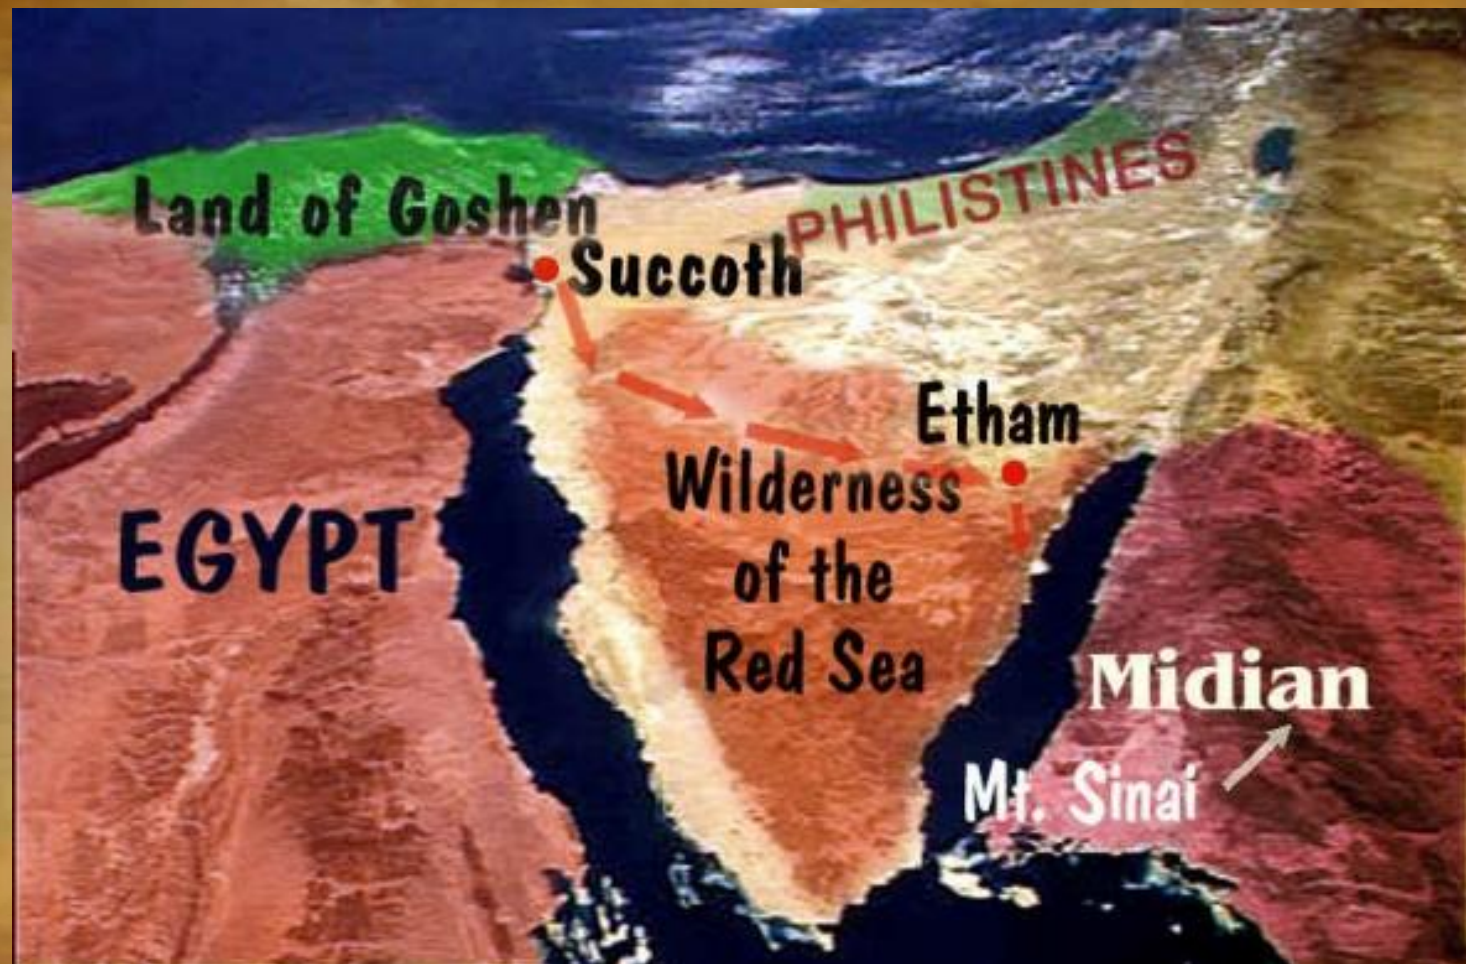 Land of Goshen
PHILISTINES
Succoth
Etham
Wilderness
of the
Red Sea
EGYPT
Midian
Mt. Sinai